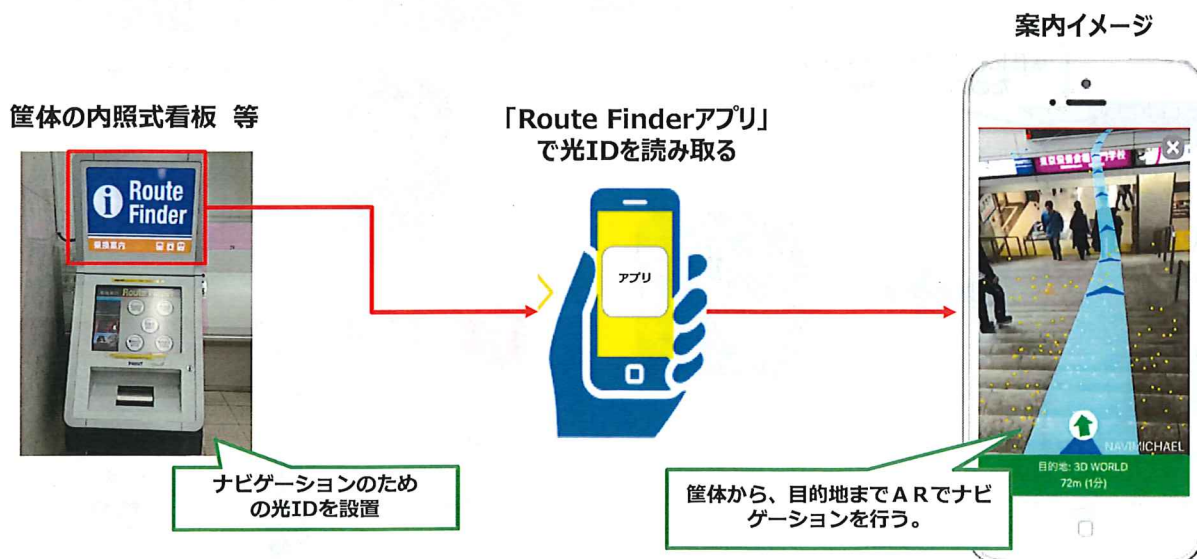 案内イメージ
筐体の内照式看板 等
「Route Finderアプリ」
で光IDを読み取る
Route
Finder
乗換案内
アプリ
NAVIMICHAEL
目的地: 3D WORLD
72m (1分)
ナビゲーションのため
の光IDを設置
筐体から、目的地までARでナビ
ゲーションを行う。